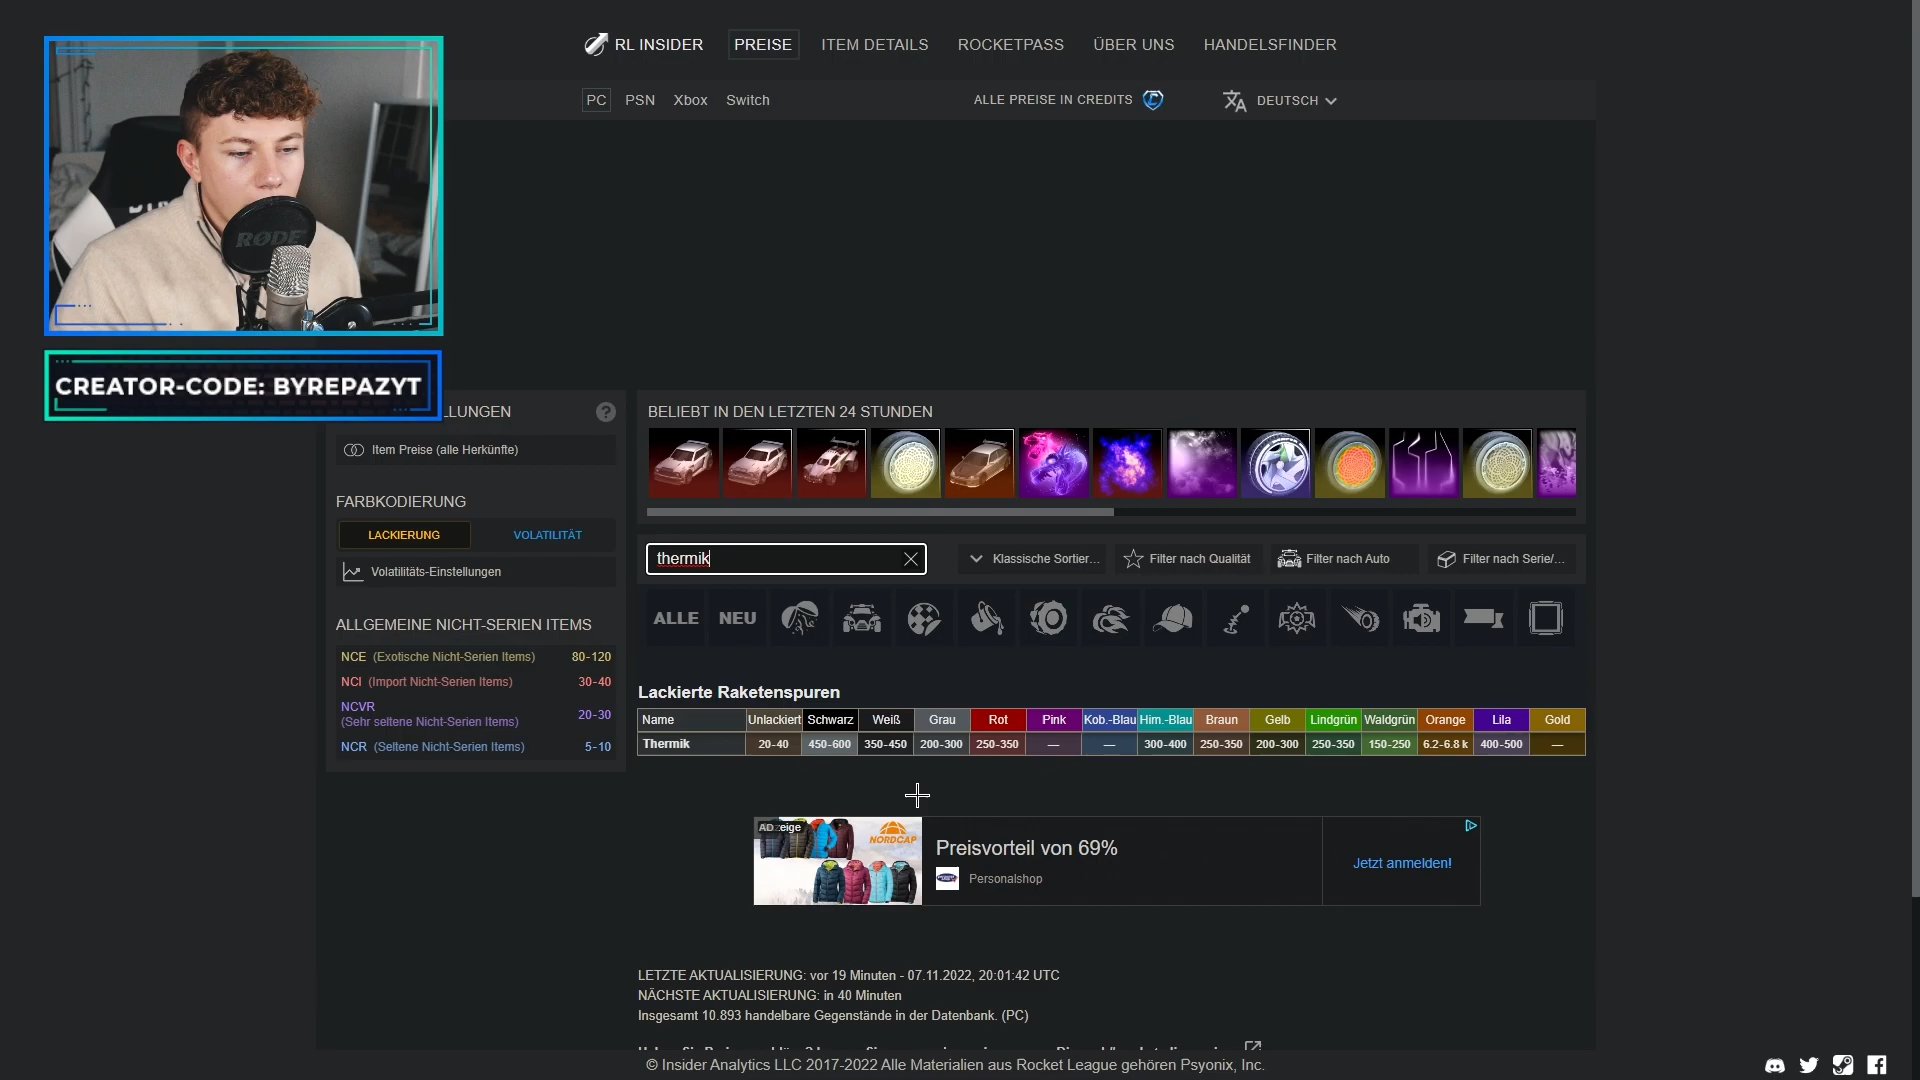 RL INSIDER PREISE ITEM DETAILS ROCKETPASS ÜBER UNS HANDELSFINDER
PC PSN Xbox Switch ALLE PREISE IN CREDITS DEUTSCH
RØDE
CREATOR-CODE: BYREPAZYT
LLUNGEN ?
Item Preise (alle Herkünfte)
FARBKODIERUNG
LACKIERUNG VOLATILITÄT
Volatilitäts-Einstellungen
ALLGEMEINE NICHT-SERIEN ITEMS
NCE (Exotische Nicht-Serien Items) 80-120
NCI (Import Nicht-Serien Items) 30-40
NCVR
(Sehr seltene Nicht-Serien Items) 20-30
NCR (Seltene Nicht-Serien Items) 5-10
BELIEBT IN DEN LETZTEN 24 STUNDEN
thermik Klassische Sortier... Filter nach Qualität Filter nach Auto Filter nach Serie/...
ALLE NEU
Lackierte Raketenspuren
Name Unlackiert Schwarz Weiß Grau Rot Pink Kob.-Blau Him.-Blau Braun Gelb Lindgrün Waldgrün Orange Lila Gold
Thermik 20-40 450-600 350-450 200-300 250-350 — — 300-400 250-350 200-300 250-350 150-250 6.2-6.8 k 400-500 —
NORDCAP
Preisvorteil von 69%
Personalshop
Jetzt anmelden!
LETZTE AKTUALISIERUNG: vor 19 Minuten - 07.11.2022, 20:01:42 UTC
NÄCHSTE AKTUALISIERUNG: in 40 Minuten
Insgesamt 10.893 handelbare Gegenstände in der Datenbank. (PC)
© Insider Analytics LLC 2017-2022 Alle Materialien aus Rocket League gehören Psyonix, Inc.